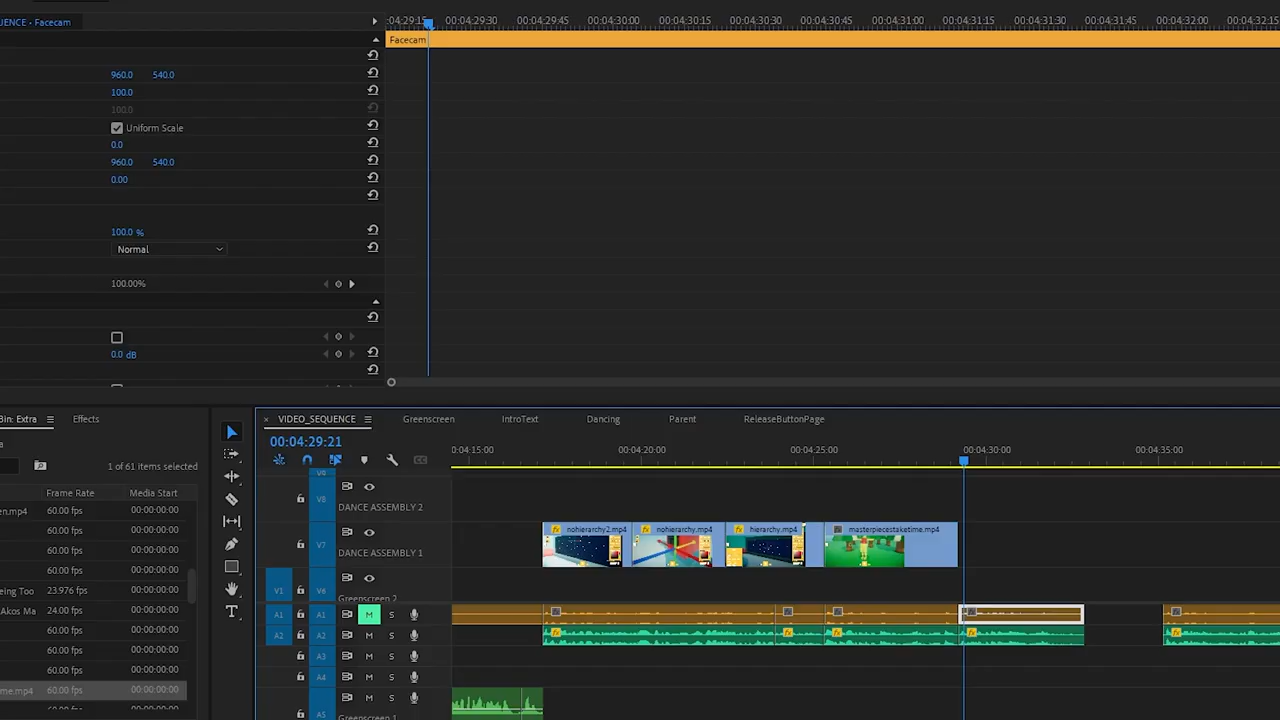 UENCE - Facecam
:04:29:15 00:04:29:30 00:04:29:45 00:04:30:00 00:04:30:15 00:04:30:30 00:04:30:45 00:04:31:00 00:04:31:15 00:04:31:30 00:04:31:45 00:04:32:00 00:04:32:15
Facecam
960.0 540.0
100.0
100.0
Uniform Scale
0.0
960.0 540.0
0.00
100.0 %
Normal
100.00%
0.0 dB
Bin: Extra Effects
VIDEO_SEQUENCE Greenscreen IntroText Dancing Parent ReleaseButtonPage
00:04:29:21
0:04:15:00 00:04:20:00 00:04:25:00 00:04:30:00 00:04:35:00
1 of 61 items selected
Frame Rate Media Start
en.mp4 60.00 fps 00:00:00:00
60.00 fps 00:00:00:00
60.00 fps 00:00:00:00
60.00 fps 00:00:00:00
eing Too 23.976 fps 00:00:00:00
Akos Ma 24.00 fps 00:00:00:00
60.00 fps 00:00:00:00
60.00 fps 00:00:00:00
60.00 fps 00:00:00:00
me.mp4 60.00 fps 00:00:00:00
V8
DANCE ASSEMBLY 2
nohierarchy2.mp4 nohierarchy.mp4 hierarchy.mp4 masterpiecestaketime.mp4
V7
DANCE ASSEMBLY 1
V1 V6
Greenscreen 2
A1 A1 M S
A2 A2 M S
A3 M S
A4 M S
M S
A5
Greenscreen 1